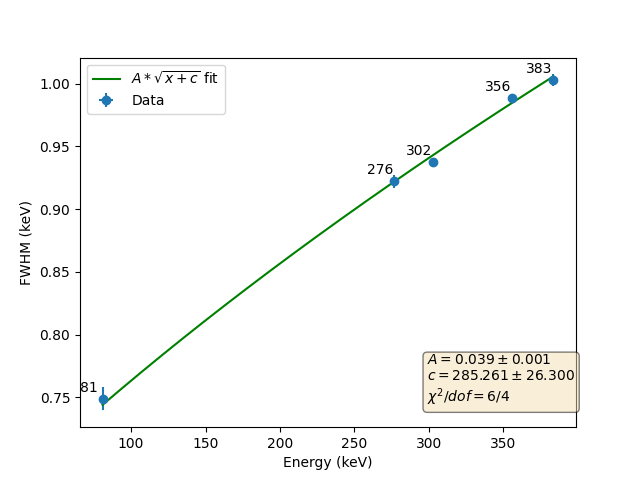 A * √x + c fit
Data
383
356
302
276
81
A = 0.039 ± 0.001
c = 285.261 ± 26.300
χ²/dof = 6/4
1.00
0.95
0.90
0.85
0.80
0.75
FWHM (keV)
100 150 200 250 300 350
Energy (keV)